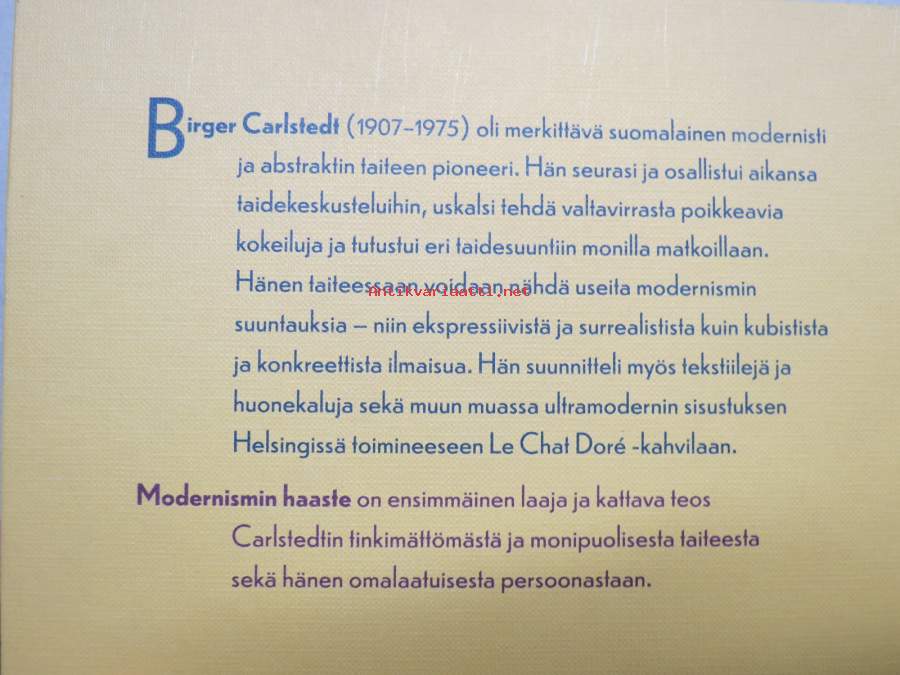 Birger Carlstedt (1907–1975) oli merkittävä suomalainen modernisti
ja abstraktin taiteen pioneeri. Hän seurasi ja osallistui aikansa
taidekeskusteluihin, uskalsi tehdä valtavirrasta poikkeavia
kokeiluja ja tutustui eri taidesuuntiin monilla matkoillaan.
Hänen taiteessaan voidaan nähdä useita modernismin
Antikvariaatti.net
suuntauksia – niin ekspressiivistä ja surrealistista kuin kubistista
ja konkreettista ilmaisua. Hän suunnitteli myös tekstiilejä ja
huonekaluja sekä muun muassa ultramodernin sisustuksen
Helsingissä toimineeseen Le Chat Doré -kahvilaan.
Modernismin haaste on ensimmäinen laaja ja kattava teos
Carlstedtin tinkimättömästä ja monipuolisesta taiteesta
sekä hänen omalaatuisesta persoonastaan.